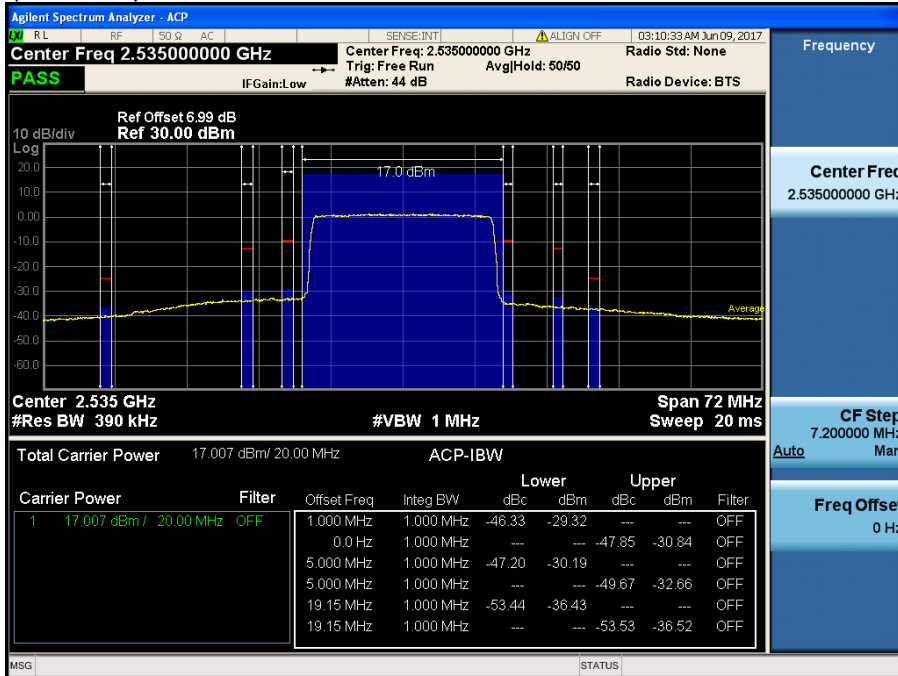 Agilent Spectrum Analyzer - ACP
LXI RL RF 50 Ω AC SENSE:INT ALIGN OFF 03:10:33 AM Jun 09, 2017
Center Freq 2.535000000 GHz
Center Freq: 2.535000000 GHz
Radio Std: None
Trig: Free Run Avg|Hold: 50/50
PASS
IFGain:Low
#Atten: 44 dB
Radio Device: BTS
Frequency
Ref Offset 6.99 dB
10 dB/div Ref 30.00 dBm
Log
20.0
17.0 dBm
10.0
0.00
-10.0
-20.0
-30.0
-40.0
Average
-50.0
-60.0
Center Freq
2.535000000 GHz
Center 2.535 GHz Span 72 MHz
#Res BW 390 kHz #VBW 1 MHz Sweep 20 ms
CF Step
7.200000 MHz
Auto Man
Total Carrier Power 17.007 dBm/ 20.00 MHz ACP-IBW
Lower Upper
Carrier Power Filter Offset Freq Integ BW dBc dBm dBc dBm Filter
1 17.007 dBm / 20.00 MHz OFF 1.000 MHz 1.000 MHz -46.33 -29.32 --- --- OFF
0.0 Hz 1.000 MHz --- --- -47.85 -30.84 OFF
5.000 MHz 1.000 MHz -47.20 -30.19 --- --- OFF
5.000 MHz 1.000 MHz --- --- -49.67 -32.66 OFF
19.15 MHz 1.000 MHz -53.44 -36.43 --- --- OFF
19.15 MHz 1.000 MHz --- --- -53.53 -36.52 OFF
Freq Offset
0 Hz
MSG STATUS